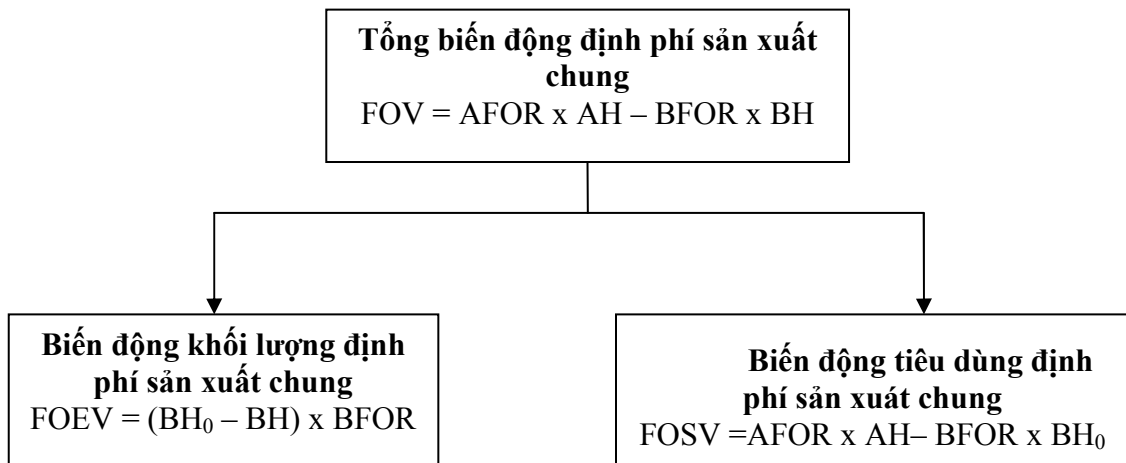 Tổng biến động định phí sản xuất
chung
FOV = AFOR x AH – BFOR x BH
Biến động khối lượng định
phí sản xuất chung
FOEV = (BH₀ – BH) x BFOR
Biến động tiêu dùng định
phí sản xuát chung
FOSV =AFOR x AH– BFOR x BH₀